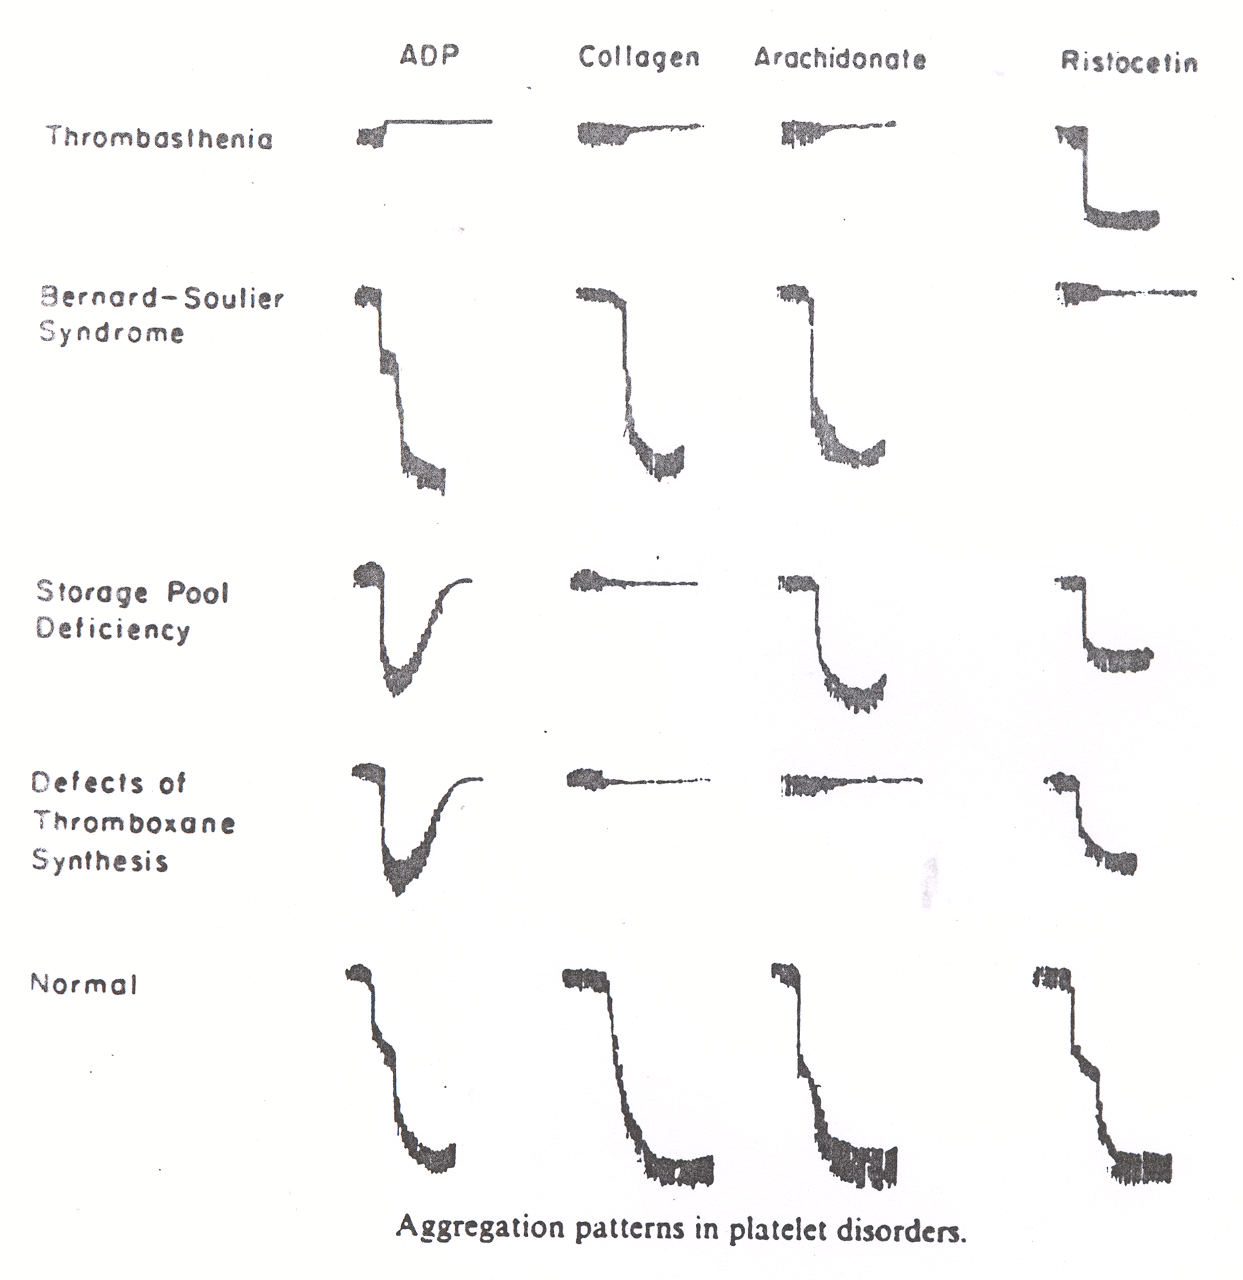 ADP Collagen Arachidonate Ristocetin
Thrombasthenia
Bernard-Soulier
Syndrome
Storage Pool
Deficiency
Defects of
Thromboxane
Synthesis
Normal
Aggregation patterns in platelet disorders.